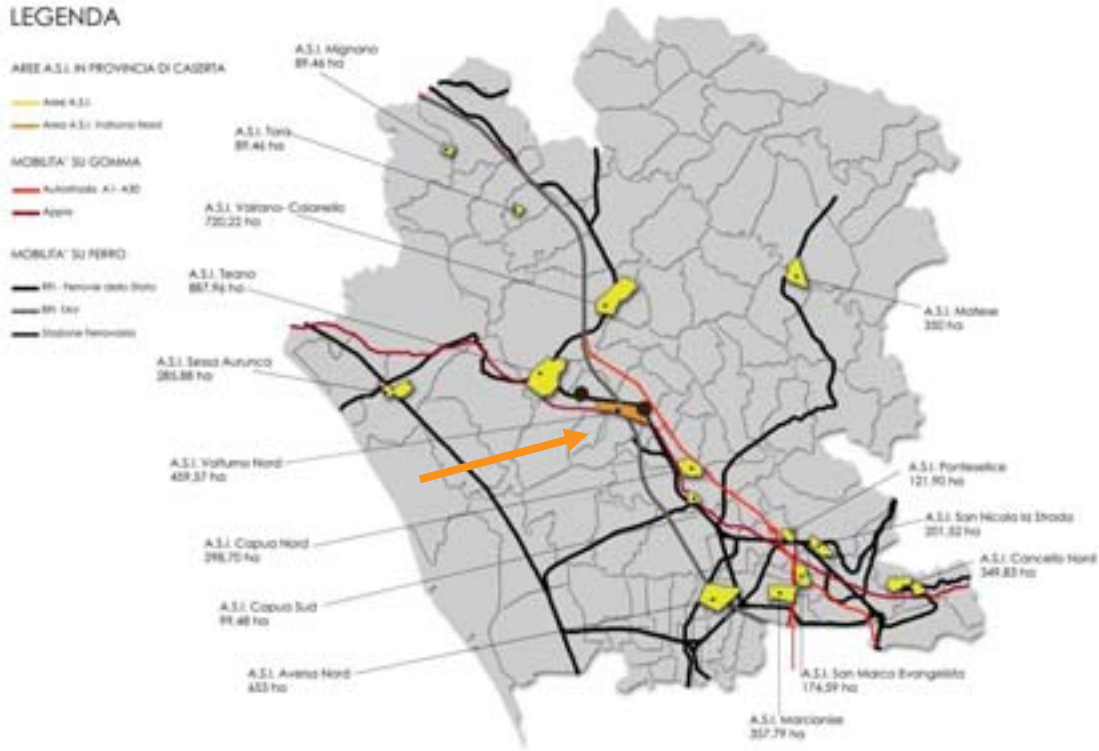 LEGENDA
AREE A.S.I. IN PROVINCIA DI CASERTA
Aree A.S.I.
Area A.S.I. Volturno Nord
MOBILITA' SU GOMMA
Autostrada A1- A30
Appia
MOBILITA' SU FERRO
RFI - Ferrovie dello Stato
RFI- TAV
Stazione Ferroviaria
A.S.I. Mignano
89.46 ha
A.S.I. Tora
89.46 ha
A.S.I. Vairano- Caianello
720,22 ha
A.S.I. Teano
887.96 ha
A.S.I. Sessa Aurunca
285,88 ha
A.S.I. Volturno Nord
459,57 ha
A.S.I. Capua Nord
298,70 ha
A.S.I. Capua Sud
99,48 ha
A.S.I. Aversa Nord
653 ha
A.S.I. Matese
350 ha
A.S.I. Ponteselice
121,90 ha
A.S.I. San Nicola la Strada
201,52 ha
A.S.I. Cancello Nord
349,83 ha
A.S.I. San Marco Evangelista
176,59 ha
A.S.I. Marcianise
357,79 ha